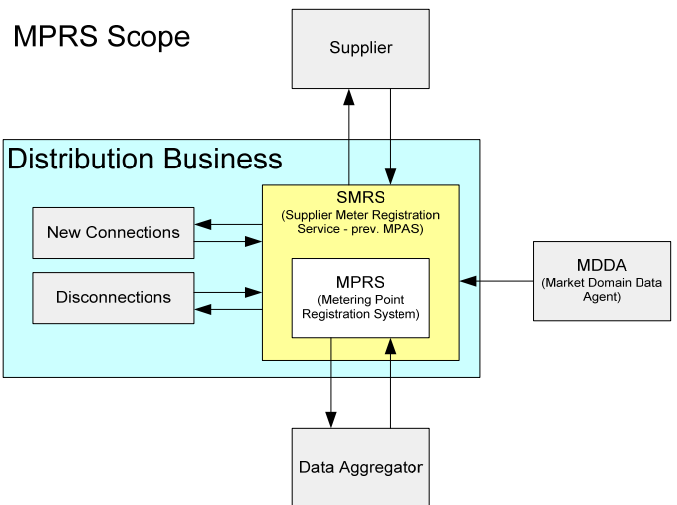 MPRS Scope
Supplier
Distribution Business
SMRS
(Supplier Meter Registration
Service - prev. MPAS)
New Connections
MDDA
(Market Domain Data
Agent)
MPRS
(Metering Point
Registration System)
Disconnections
Data Aggregator